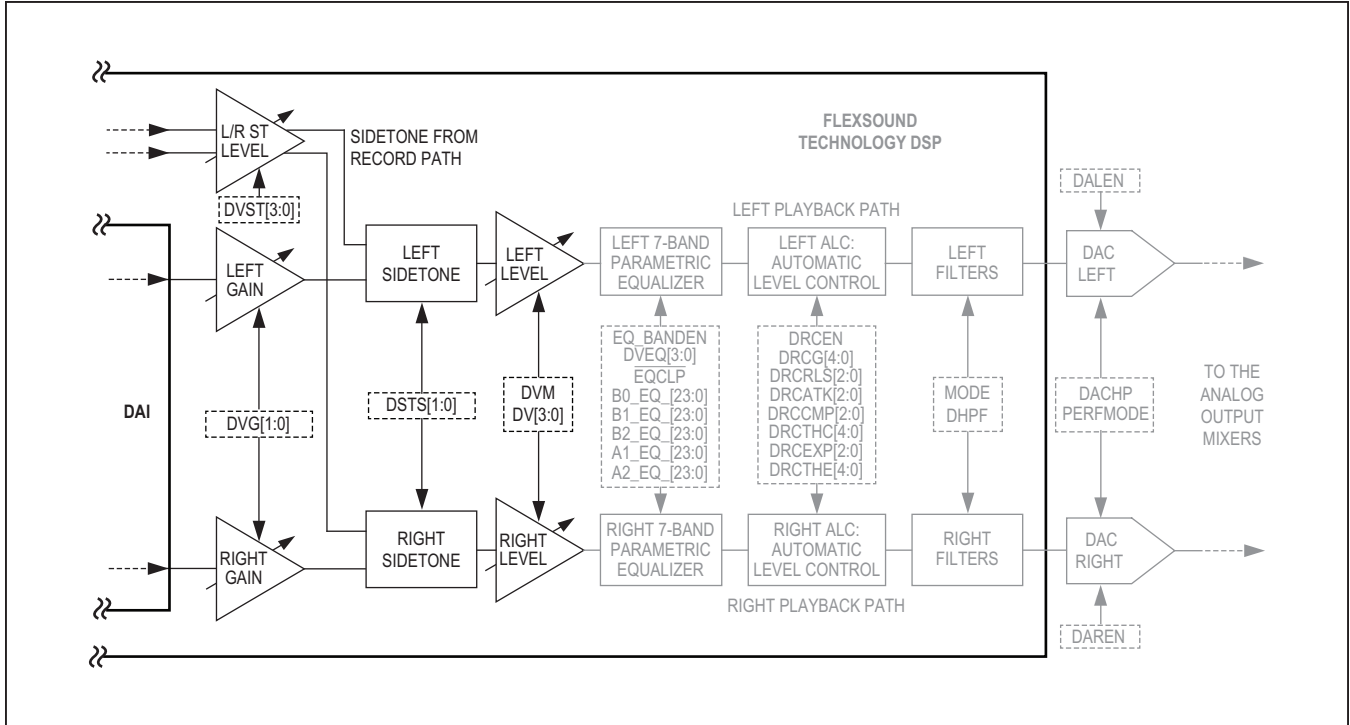 L/R ST
LEVEL
SIDETONE FROM
RECORD PATH
FLEXSOUND
TECHNOLOGY DSP
DVST[3:0]
DALEN
LEFT PLAYBACK PATH
LEFT
GAIN
LEFT
SIDETONE
LEFT
LEVEL
LEFT 7-BAND
PARAMETRIC
EQUALIZER
LEFT ALC:
AUTOMATIC
LEVEL CONTROL
LEFT
FILTERS
DAC
LEFT
DAI
DVG[1:0]
DSTS[1:0]
DVM
DV[3:0]
EQ_BANDEN
DVEQ[3:0]
EQCLP
B0_EQ_[23:0]
B1_EQ_[23:0]
B2_EQ_[23:0]
A1_EQ_[23:0]
A2_EQ_[23:0]
DRCEN
DRCG[4:0]
DRCRLS[2:0]
DRCATK[2:0]
DRCCMP[2:0]
DRCTHC[4:0]
DRCEXP[2:0]
DRCTHE[4:0]
MODE
DHPF
DACHP
PERFMODE
TO THE
ANALOG
OUTPUT
MIXERS
RIGHT
GAIN
RIGHT
SIDETONE
RIGHT
LEVEL
RIGHT 7-BAND
PARAMETRIC
EQUALIZER
RIGHT ALC:
AUTOMATIC
LEVEL CONTROL
RIGHT
FILTERS
DAC
RIGHT
RIGHT PLAYBACK PATH
DAREN